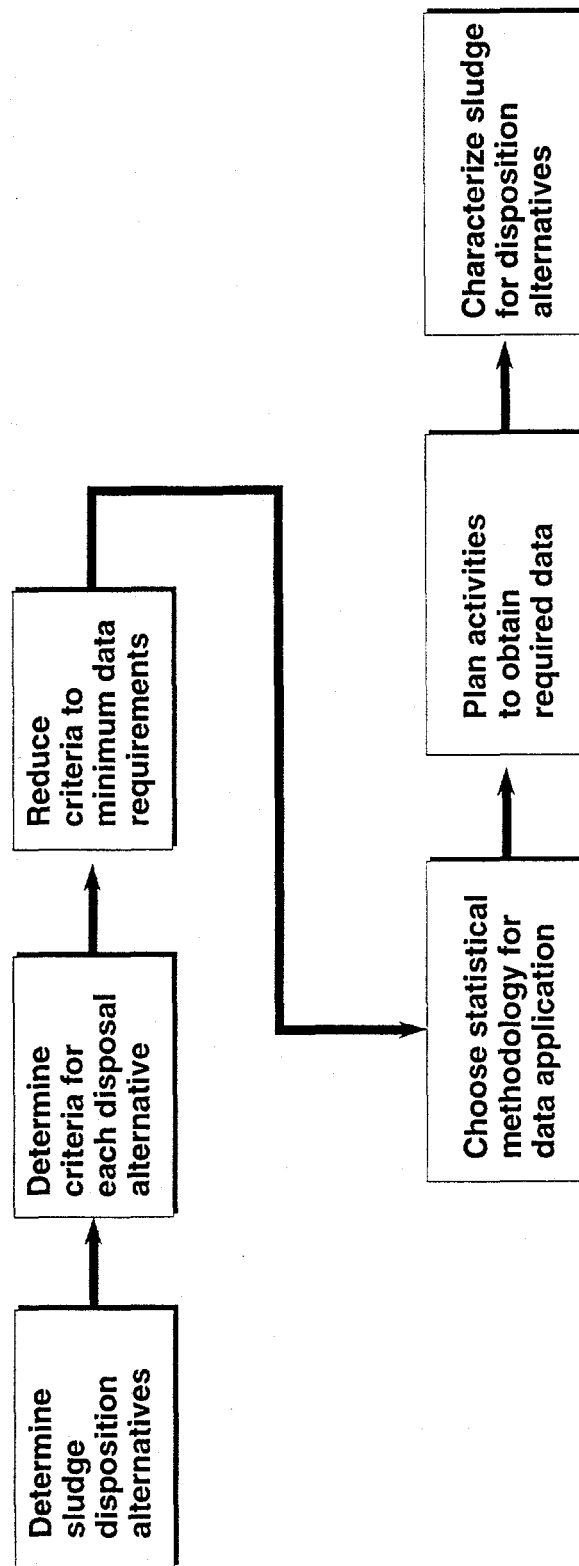 Determine
sludge
disposition
alternatives
Determine
criteria for
each disposal
alternative
Reduce
criteria to
minimum data
requirements
Choose statistical
methodology for
data application
Plan activities
to obtain
required data
Characterize sludge
for disposition
alternatives